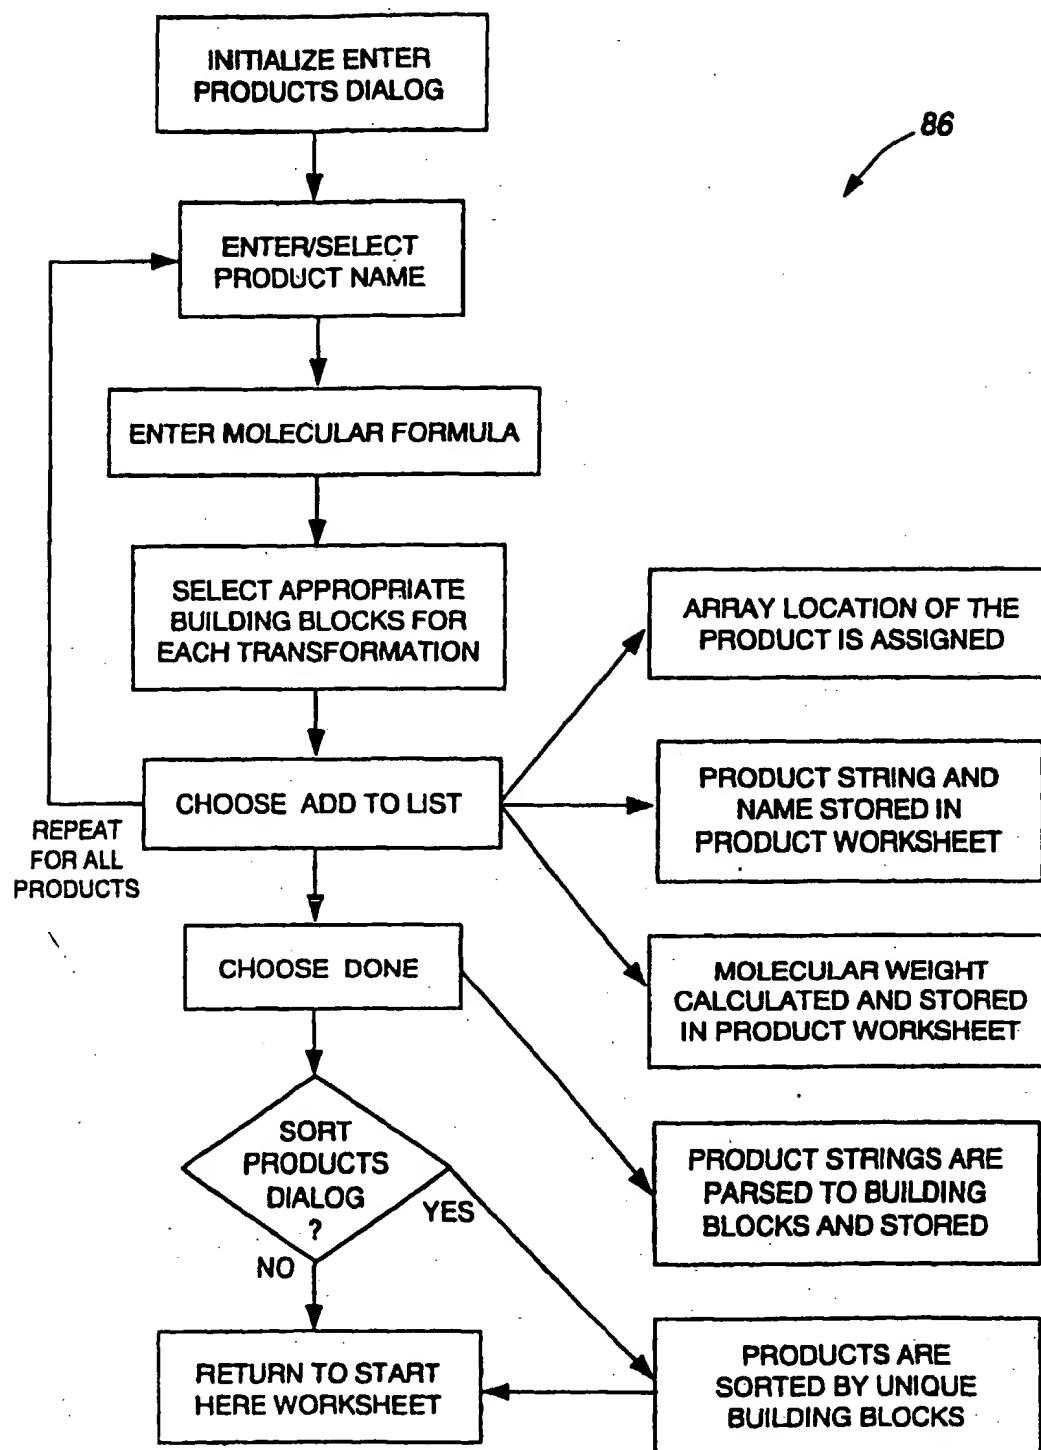 INITIALIZE ENTER
PRODUCTS DIALOG
86
ENTER/SELECT
PRODUCT NAME
ENTER MOLECULAR FORMULA
SELECT APPROPRIATE
BUILDING BLOCKS FOR
EACH TRANSFORMATION
ARRAY LOCATION OF THE
PRODUCT IS ASSIGNED
CHOOSE ADD TO LIST
PRODUCT STRING AND
NAME STORED IN
PRODUCT WORKSHEET
REPEAT
FOR ALL
PRODUCTS
CHOOSE DONE
MOLECULAR WEIGHT
CALCULATED AND STORED
IN PRODUCT WORKSHEET
SORT
PRODUCTS
DIALOG
?
YES
NO
PRODUCT STRINGS ARE
PARSED TO BUILDING
BLOCKS AND STORED
RETURN TO START
HERE WORKSHEET
PRODUCTS ARE
SORTED BY UNIQUE
BUILDING BLOCKS